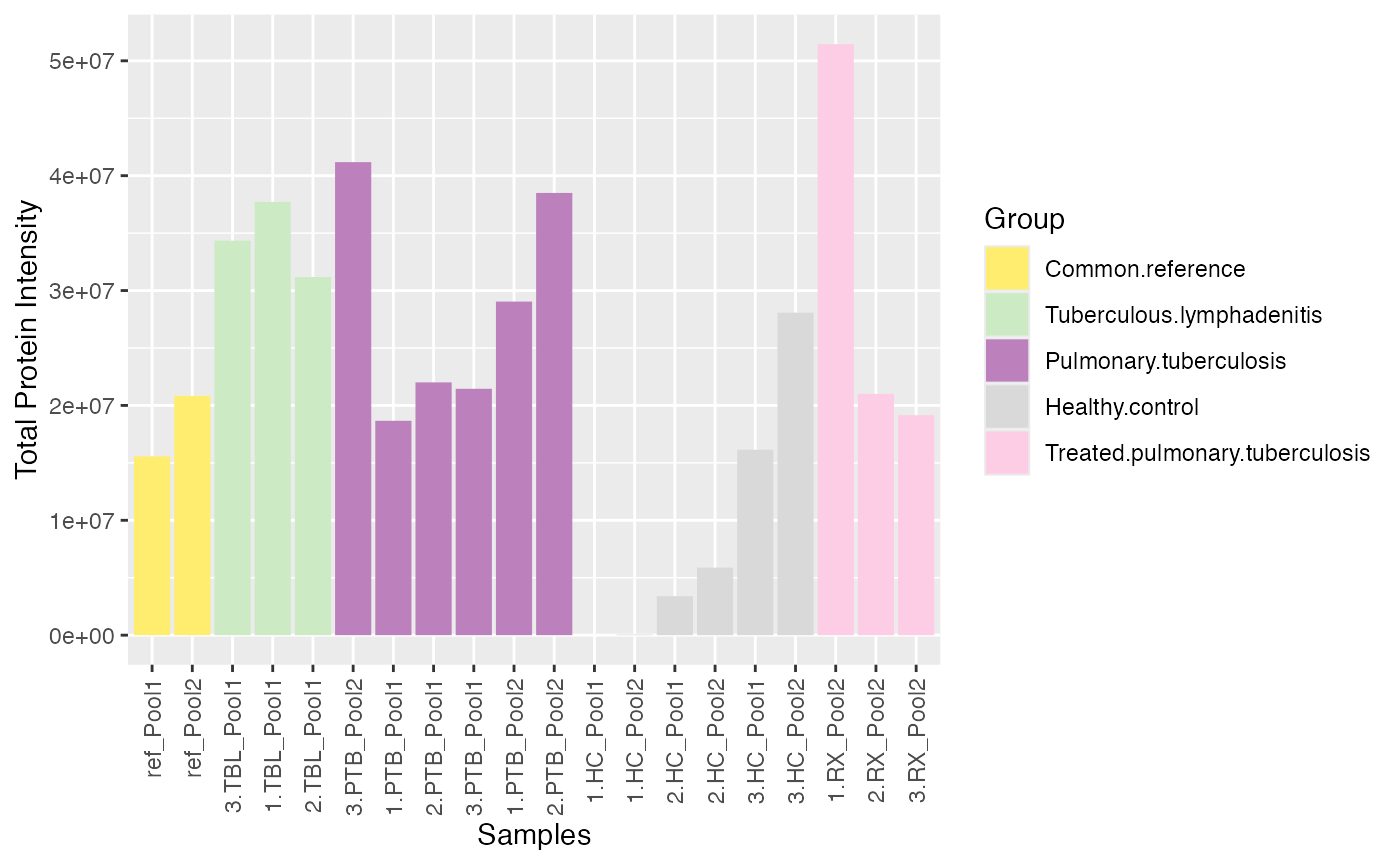 Total Protein Intensity
5e+07
4e+07
3e+07
2e+07
1e+07
0e+00
ref_Pool1
ref_Pool2
3.TBL_Pool1
1.TBL_Pool1
2.TBL_Pool1
3.PTB_Pool2
1.PTB_Pool1
2.PTB_Pool1
3.PTB_Pool1
1.PTB_Pool2
2.PTB_Pool2
1.HC_Pool1
1.HC_Pool2
2.HC_Pool1
2.HC_Pool2
3.HC_Pool1
3.HC_Pool2
1.RX_Pool2
2.RX_Pool2
3.RX_Pool2
Samples
Group
Common.reference
Tuberculous.lymphadenitis
Pulmonary.tuberculosis
Healthy.control
Treated.pulmonary.tuberculosis